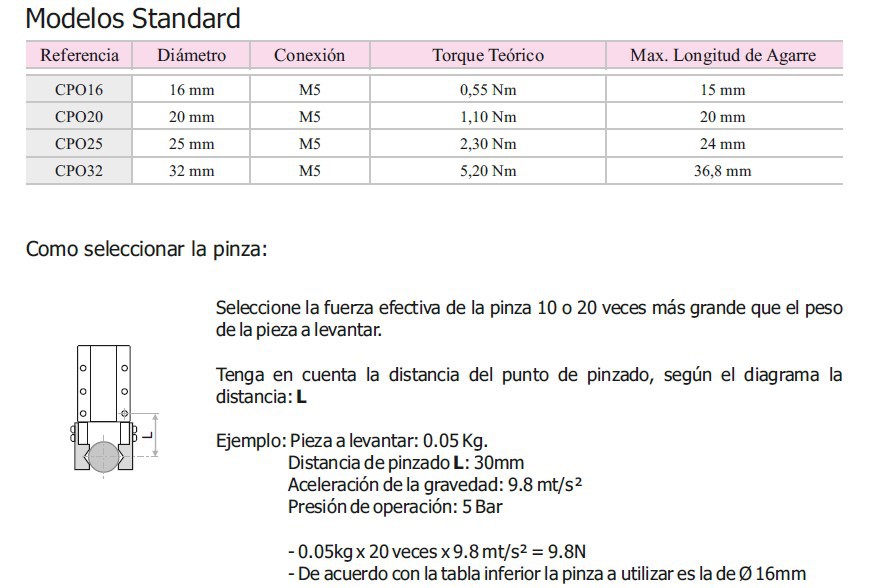 Modelos Standard
Referencia Diámetro Conexión Torque Teórico Max. Longitud de Agarre
CPO16 16 mm M5 0,55 Nm 15 mm
CPO20 20 mm M5 1,10 Nm 20 mm
CPO25 25 mm M5 2,30 Nm 24 mm
CPO32 32 mm M5 5,20 Nm 36,8 mm
Como seleccionar la pinza:
Seleccione la fuerza efectiva de la pinza 10 o 20 veces más grande que el peso
de la pieza a levantar.
Tenga en cuenta la distancia del punto de pinzado, según el diagrama la
distancia: L
L
Ejemplo: Pieza a levantar: 0.05 Kg.
Distancia de pinzado L: 30mm
Aceleración de la gravedad: 9.8 mt/s²
Presión de operación: 5 Bar
- 0.05kg x 20 veces x 9.8 mt/s² = 9.8N
- De acuerdo con la tabla inferior la pinza a utilizar es la de Ø 16mm